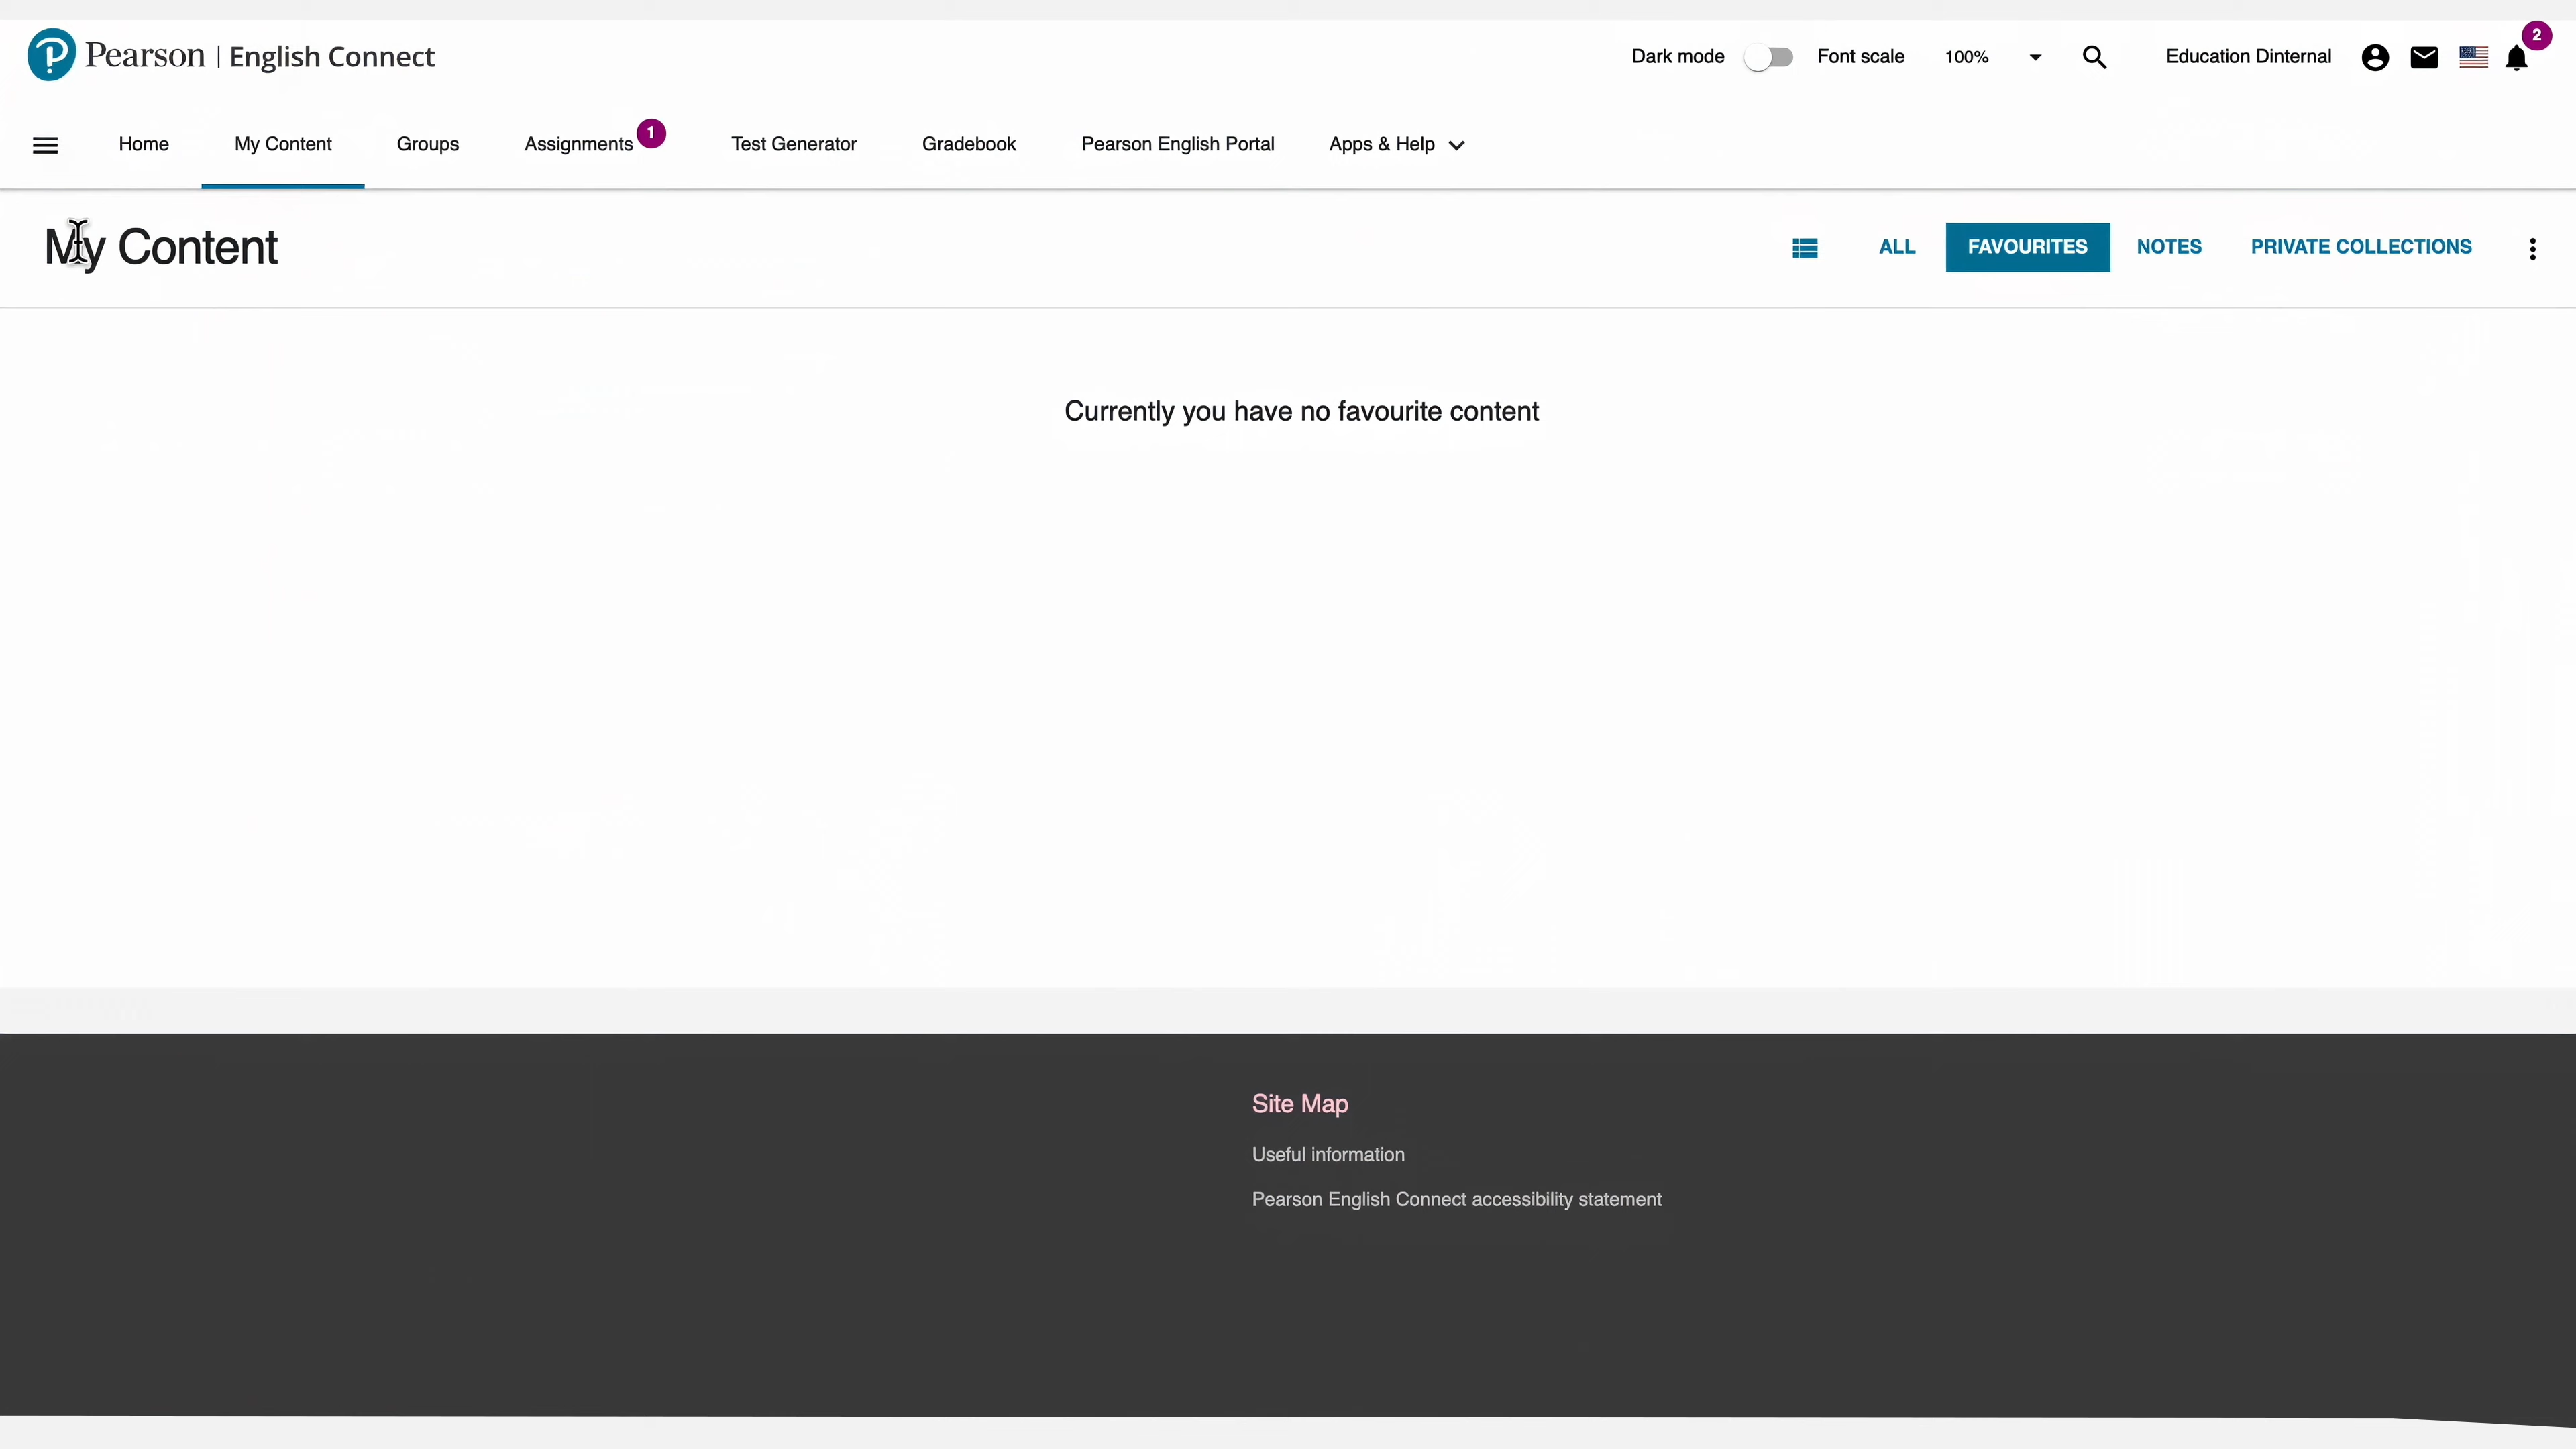 Pearson | English Connect
Dark mode Font scale 100% Education Dinternal 2
Home My Content Groups Assignments 1 Test Generator Gradebook Pearson English Portal Apps & Help
My Content ALL FAVOURITES NOTES PRIVATE COLLECTIONS
Currently you have no favourite content
Site Map
Useful information
Pearson English Connect accessibility statement